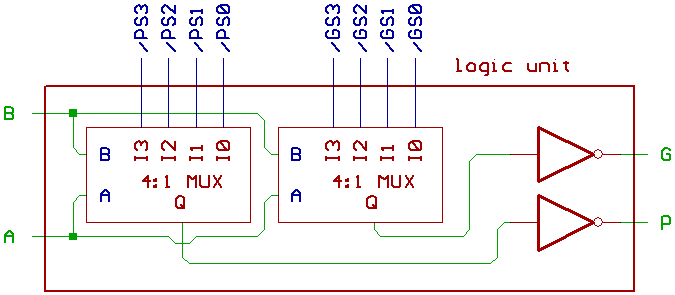 /PS3 /PS2 /PS1 /PS0 /GS3 /GS2 /GS1 /GS0
logic unit
B
I3 I2 I1 I0 I3 I2 I1 I0
B B G
4:1 MUX 4:1 MUX
A A
Q Q
P
A